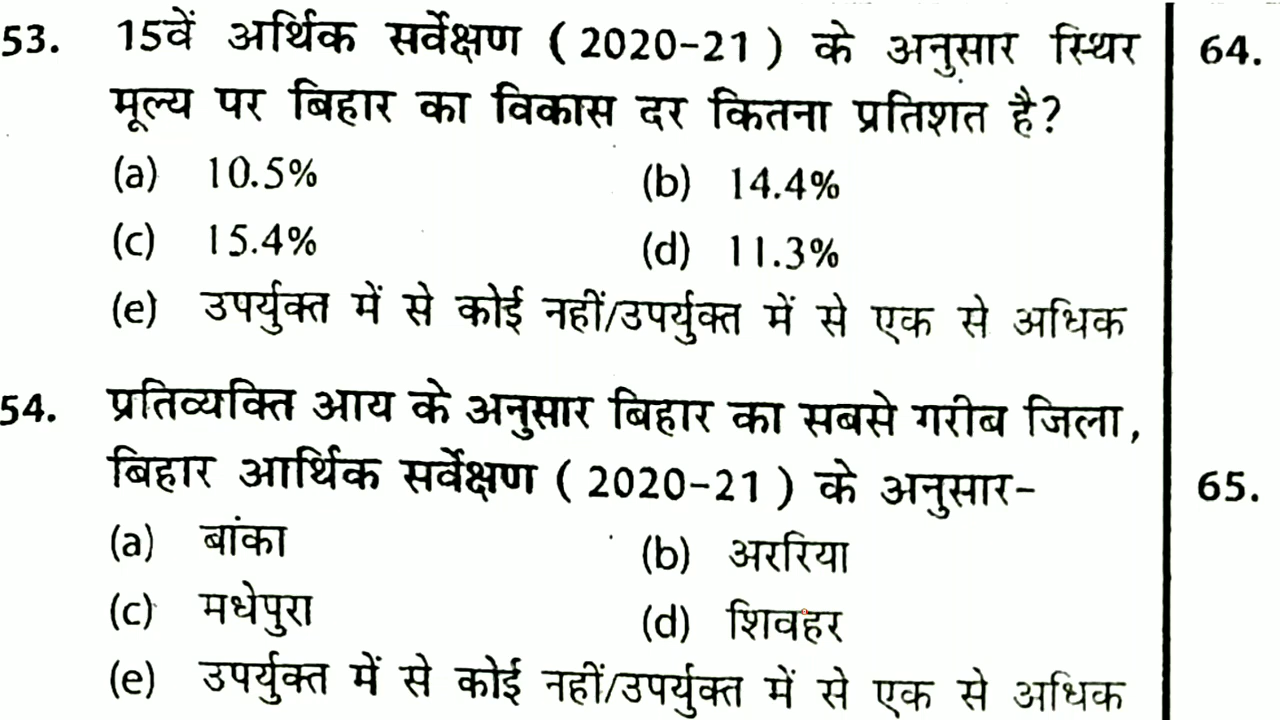 53. 15वें अर्थिक सर्वेक्षण ( 2020-21 ) के अनुसार स्थिर
मूल्य पर बिहार का विकास दर कितना प्रतिशत है?
(a) 10.5% (b) 14.4%
(c) 15.4% (d) 11.3%
(e) उपर्युक्त में से कोई नहीं/उपर्युक्त में से एक से अधिक
54. प्रतिव्यक्ति आय के अनुसार बिहार का सबसे गरीब जिला,
बिहार आर्थिक सर्वेक्षण ( 2020-21 ) के अनुसार-
(a) बांका (b) अररिया
(c) मधेपुरा (d) शिवहर
(e) उपर्युक्त में से कोई नहीं/उपर्युक्त में से एक से अधिक
64.
65.